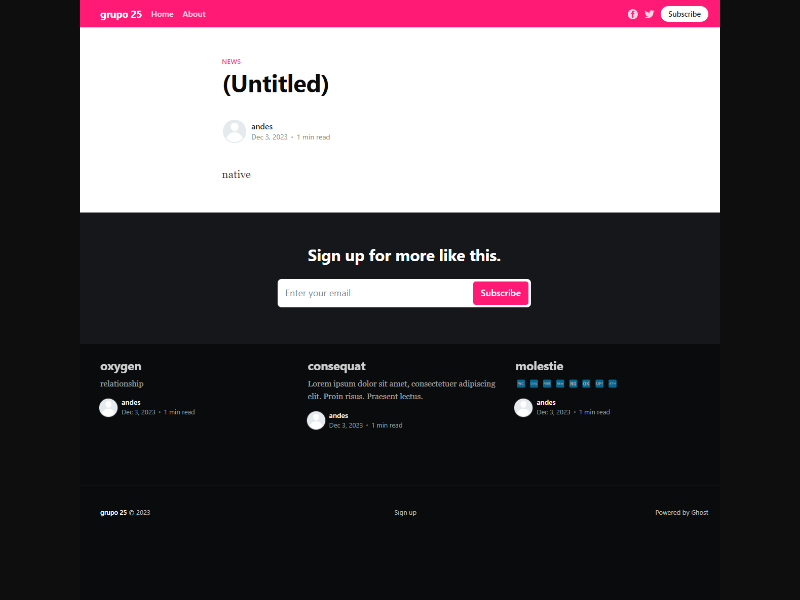 grupo 25 Home About Subscribe
NEWS
(Untitled)
andes
Dec 3, 2023 • 1 min read
native
Sign up for more like this.
Enter your email Subscribe
oxygen
relationship
andes
Dec 3, 2023 • 1 min read
consequat
Lorem ipsum dolor sit amet, consectetuer adipiscing
elit. Proin risus. Praesent lectus.
andes
Dec 3, 2023 • 1 min read
molestie
andes
Dec 3, 2023 • 1 min read
grupo 25 © 2023 Sign up Powered by Ghost